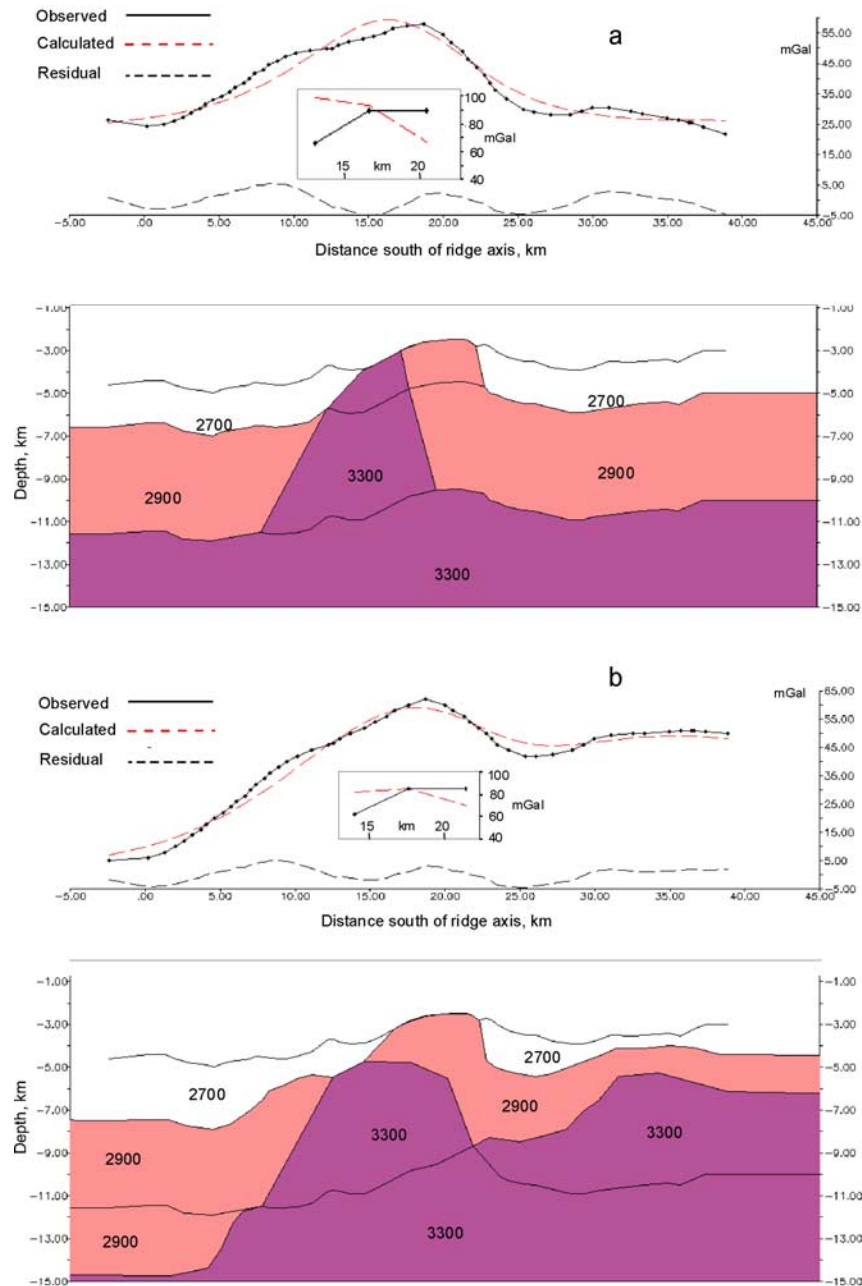 Observed
Calculated
Residual
a
mGal
55.00
45.00
35.00
25.00
15.00
5.00
-5.00
100
80
60
40
mGal
15 km 20
-5.00 .00 5.00 10.00 15.00 20.00 25.00 30.00 35.00 40.00 45.00
Distance south of ridge axis, km
-1.00 -1.00
-3.00 -3.00
-5.00 -5.00
-7.00 -7.00
-9.00 -9.00
-11.00 -11.00
-13.00 -13.00
-15.00 -15.00
Depth, km
2700 2700
2900 3300 2900
3300
Observed
Calculated
Residual
b
mGal
65.00
55.00
45.00
35.00
25.00
15.00
5.00
-5.00
100
80
60
40
mGal
15 km 20
-5.00 .00 5.00 10.00 15.00 20.00 25.00 30.00 35.00 40.00 45.00
Distance south of ridge axis, km
-1.00 -1.00
-3.00 -3.00
-5.00 -5.00
-7.00 -7.00
-9.00 -9.00
-11.00 -11.00
-13.00 -13.00
-15.00 -15.00
Depth, km
2700 2700
2900
3300 3300
2900
2900 3300